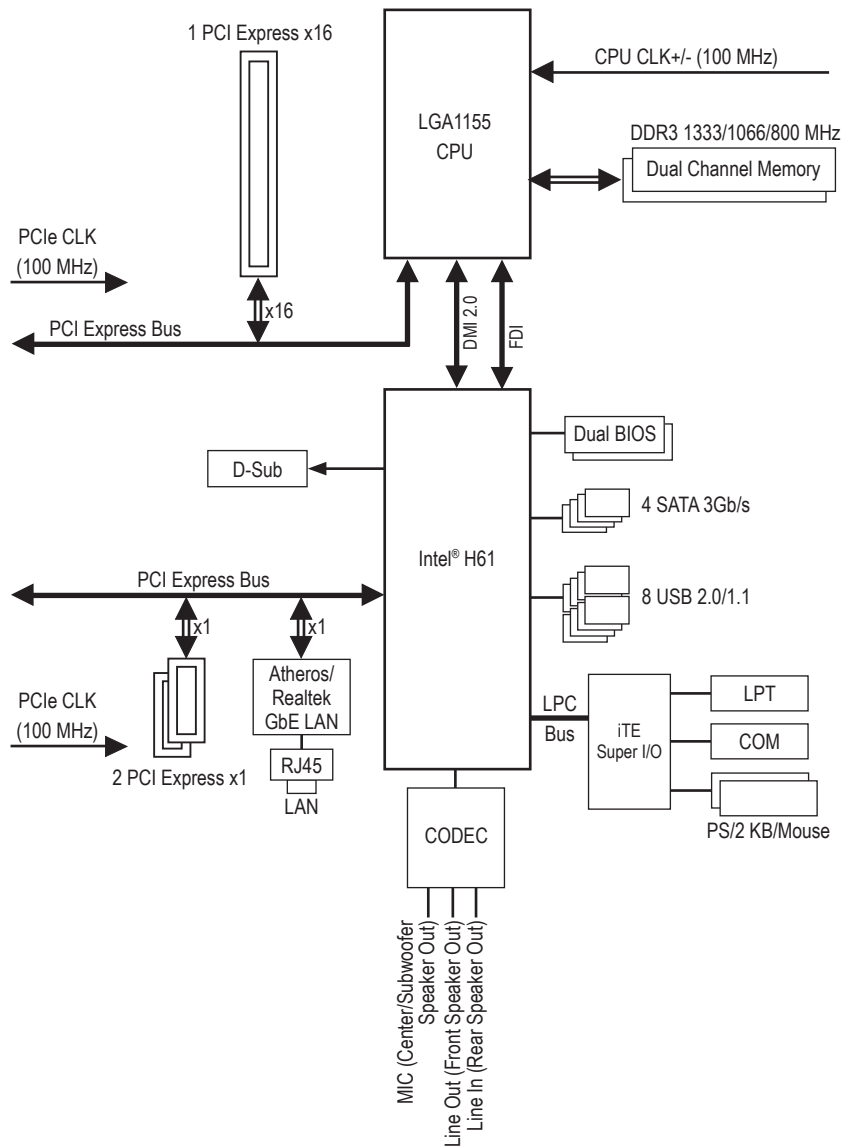 1 PCI Express x16
CPU CLK+/- (100 MHz)
LGA1155
CPU
DDR3 1333/1066/800 MHz
Dual Channel Memory
PCIe CLK
(100 MHz)
x16
PCI Express Bus
DMI 2.0
FDI
Dual BIOS
D-Sub
4 SATA 3Gb/s
Intel® H61
PCI Express Bus
8 USB 2.0/1.1
x1
x1
Atheros/
Realtek
GbE LAN
PCIe CLK
(100 MHz)
LPC
Bus
iTE
Super I/O
LPT
COM
RJ45
2 PCI Express x1
LAN
PS/2 KB/Mouse
CODEC
MIC (Center/Subwoofer
Speaker Out)
Line Out (Front Speaker Out)
Line In (Rear Speaker Out)